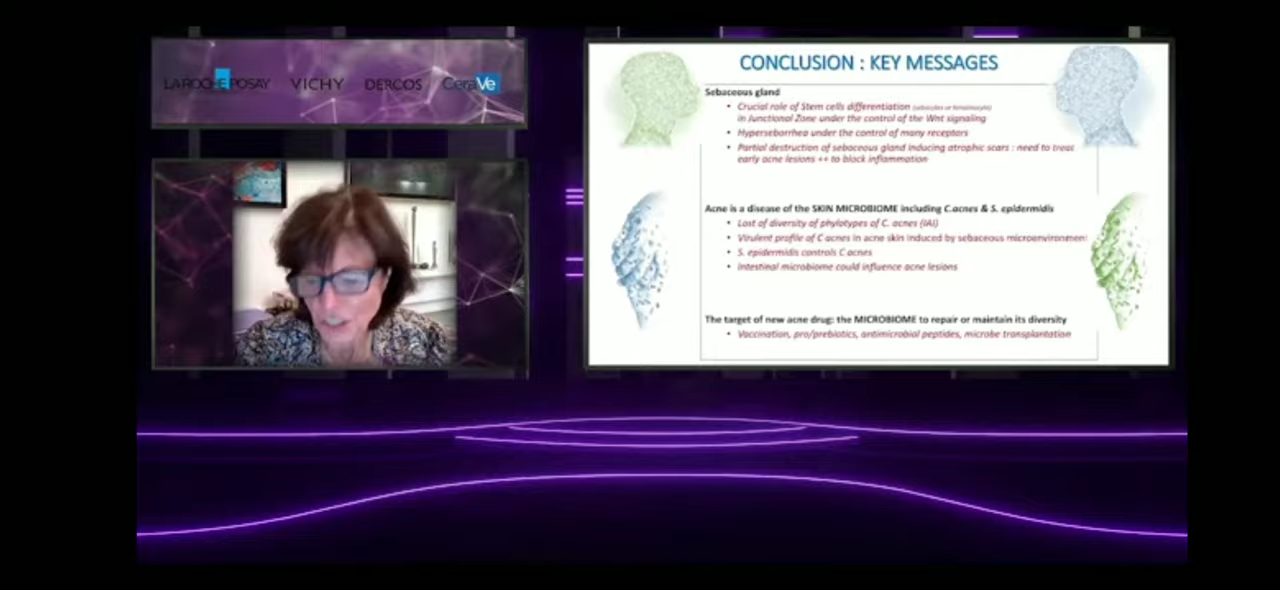 LA ROCHE POSAY VICHY DERCOS CeraVe
CONCLUSION : KEY MESSAGES
Sebaceous gland
• Crucial role of Stem cells differentiation (sebocytes or keratinocyte)
in Junctional Zone under the control of the Wnt signaling
• Hyperseborrhea under the control of many receptors
• Partial destruction of sebaceous gland inducing atrophic scars : need to treat
early acne lesions ++ to block inflammation
Acne is a disease of the SKIN MICROBIOME including C.acnes & S. epidermidis
• Lost of diversity of phylotypes of C. acnes (IAI)
• Virulent profile of C acnes in acne skin induced by sebaceous microenvironment
• S. epidermidis controls C acnes
• Intestinal microbiome could influence acne lesions
The target of new acne drug: the MICROBIOME to repair or maintain its diversity
• Vaccination, pro/prebiotics, antimicrobial peptides, microbe transplantation